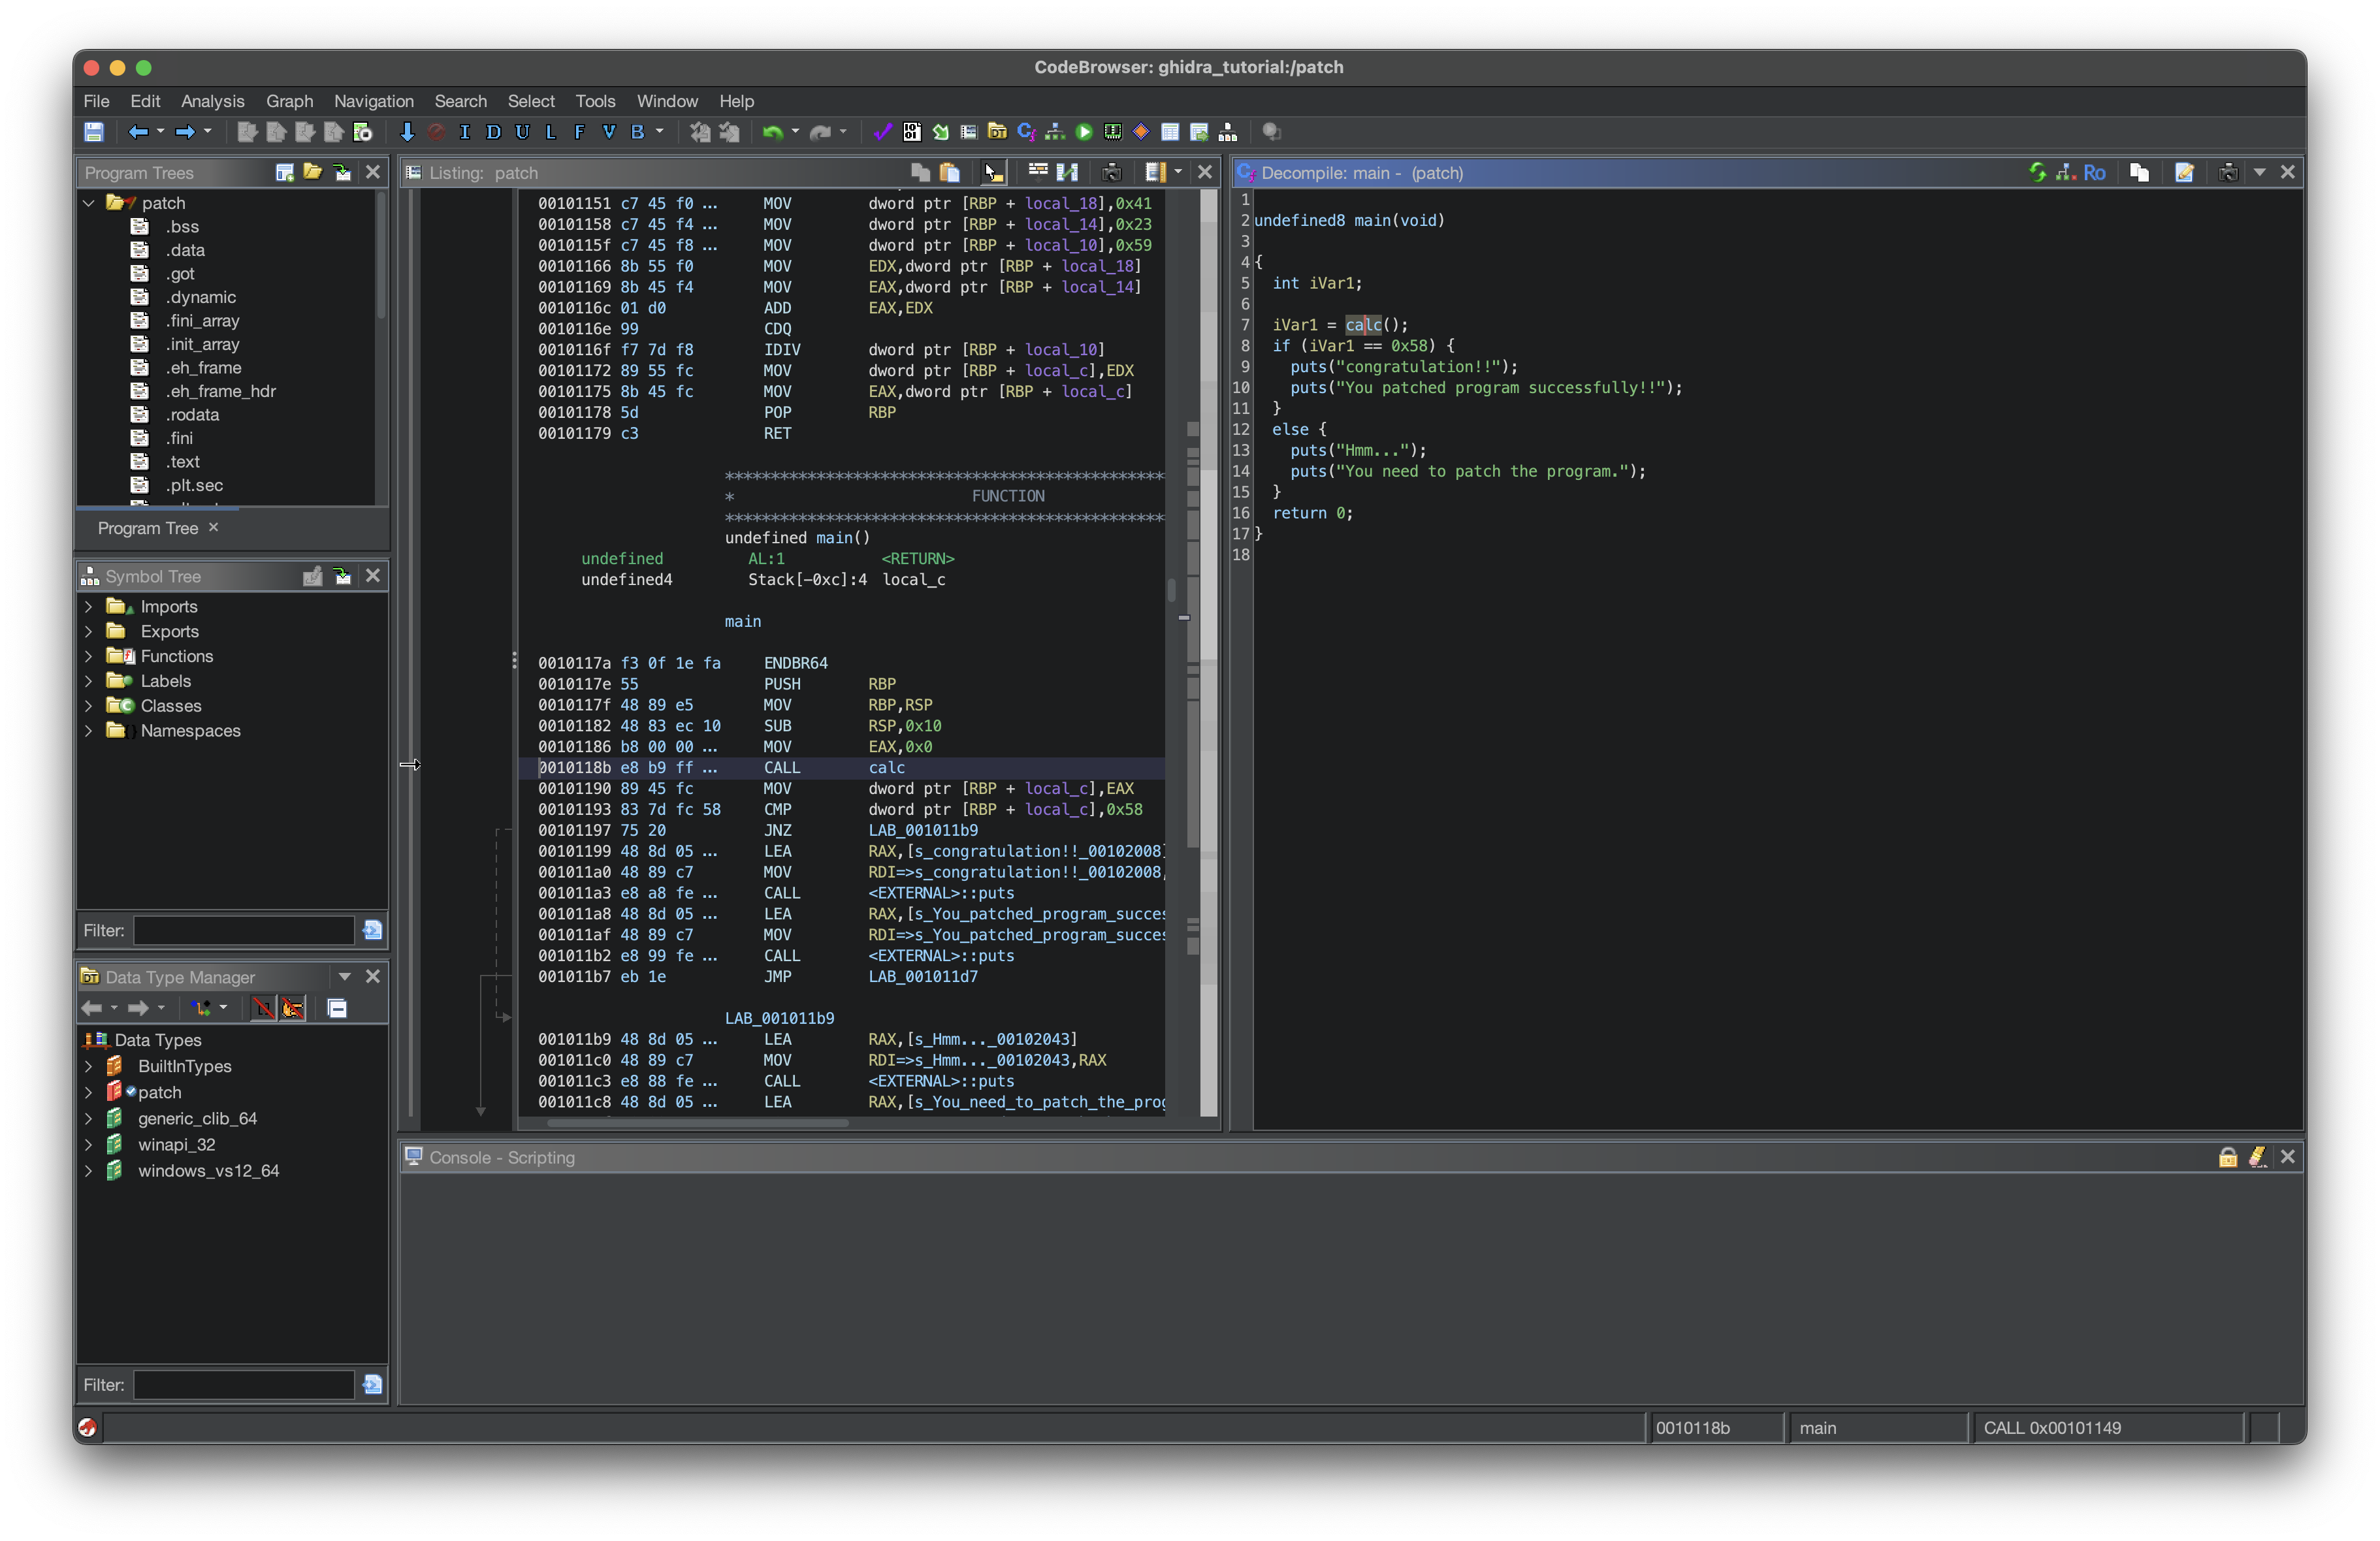 CodeBrowser: ghidra_tutorial:/patch
File Edit Analysis Graph Navigation Search Select Tools Window Help
I D U L F V B
Program Trees
patch
.bss
.data
.got
.dynamic
.fini_array
.init_array
.eh_frame
.eh_frame_hdr
.rodata
.fini
.text
.plt.sec
Program Tree
Symbol Tree
Imports
Exports
Functions
Labels
Classes
Namespaces
Filter:
Data Type Manager
Data Types
BuiltInTypes
patch
generic_clib_64
winapi_32
windows_vs12_64
Filter:
Listing: patch
00101151 c7 45 f0 ... MOV dword ptr [RBP + local_18],0x41
00101158 c7 45 f4 ... MOV dword ptr [RBP + local_14],0x23
0010115f c7 45 f8 ... MOV dword ptr [RBP + local_10],0x59
00101166 8b 55 f0 MOV EDX,dword ptr [RBP + local_18]
00101169 8b 45 f4 MOV EAX,dword ptr [RBP + local_14]
0010116c 01 d0 ADD EAX,EDX
0010116e 99 CDQ
0010116f f7 7d f8 IDIV dword ptr [RBP + local_10]
00101172 89 55 fc MOV dword ptr [RBP + local_c],EDX
00101175 8b 45 fc MOV EAX,dword ptr [RBP + local_c]
00101178 5d POP RBP
00101179 c3 RET
************************************************
* FUNCTION
************************************************
undefined main()
undefined AL:1 <RETURN>
undefined4 Stack[-0xc]:4 local_c
main
0010117a f3 0f 1e fa ENDBR64
0010117e 55 PUSH RBP
0010117f 48 89 e5 MOV RBP,RSP
00101182 48 83 ec 10 SUB RSP,0x10
00101186 b8 00 00 ... MOV EAX,0x0
0010118b e8 b9 ff ... CALL calc
00101190 89 45 fc MOV dword ptr [RBP + local_c],EAX
00101193 83 7d fc 58 CMP dword ptr [RBP + local_c],0x58
00101197 75 20 JNZ LAB_001011b9
00101199 48 8d 05 ... LEA RAX,[s_congratulation!!_00102008]
001011a0 48 89 c7 MOV RDI=>s_congratulation!!_00102008,
001011a3 e8 a8 fe ... CALL <EXTERNAL>::puts
001011a8 48 8d 05 ... LEA RAX,[s_You_patched_program_succes
001011af 48 89 c7 MOV RDI=>s_You_patched_program_succes
001011b2 e8 99 fe ... CALL <EXTERNAL>::puts
001011b7 eb 1e JMP LAB_001011d7
LAB_001011b9
001011b9 48 8d 05 ... LEA RAX,[s_Hmm..._00102043]
001011c0 48 89 c7 MOV RDI=>s_Hmm..._00102043,RAX
001011c3 e8 88 fe ... CALL <EXTERNAL>::puts
001011c8 48 8d 05 ... LEA RAX,[s_You_need_to_patch_the_prog
Decompile: main - (patch)
Ro
1
2 undefined8 main(void)
3
4 {
5 int iVar1;
6
7 iVar1 = calc();
8 if (iVar1 == 0x58) {
9 puts("congratulation!!");
10 puts("You patched program successfully!!");
11 }
12 else {
13 puts("Hmm...");
14 puts("You need to patch the program.");
15 }
16 return 0;
17 }
18
Console - Scripting
0010118b main CALL 0x00101149